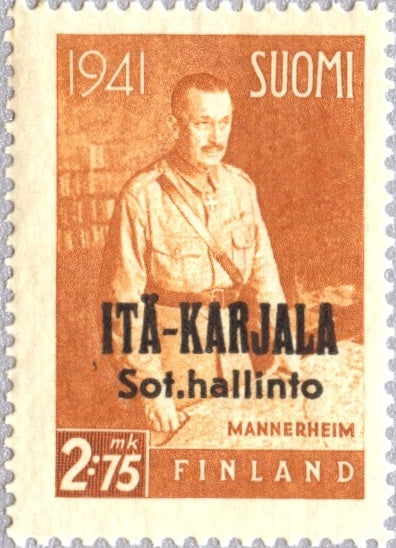 1941 SUOMI
ITÄ-KARJALA
Sot.hallinto
MANNERHEIM
2:75 mk
FINLAND